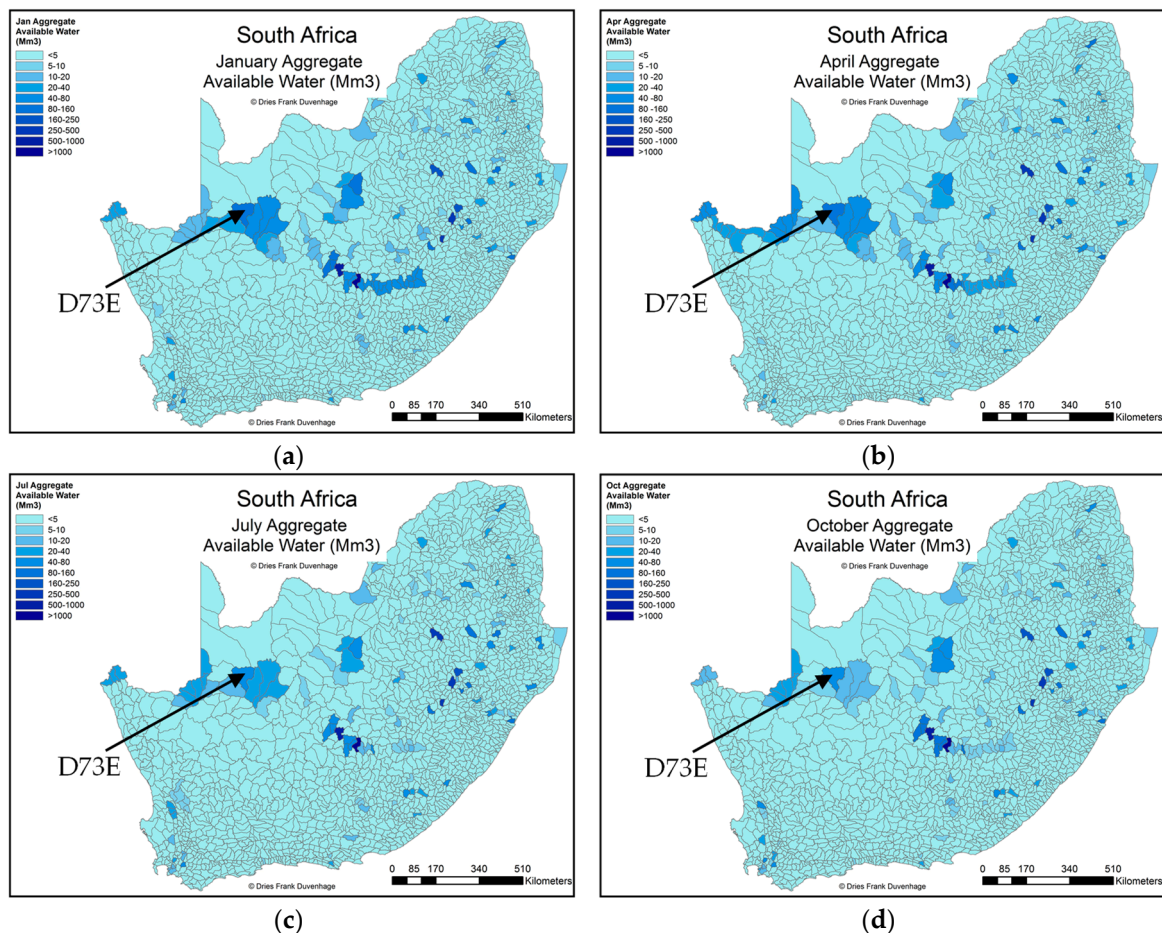 Jan Aggregate
Available Water
(Mm3)
<5
5-10
10-20
20-40
40-80
80-160
160-250
250-500
500-1000
>1000
South Africa
January Aggregate
Available Water (Mm3)
© Dries Frank Duvenhage
D73E
0 85 170 340 510
Kilometers
© Dries Frank Duvenhage
(a)
Apr Aggregate
Available Water
(Mm3)
<5
5 -10
10 -20
20 -40
40 -80
80 -160
160-250
250-500
500-1000
>1000
South Africa
April Aggregate
Available Water (Mm3)
© Dries Frank Duvenhage
D73E
0 85 170 340 510
Kilometers
© Dries Frank Duvenhage
(b)
Jul Aggregate
Available Water
(Mm3)
<5
5-10
10-20
20-40
40-80
80-160
160-250
250-500
500-1000
>1000
South Africa
July Aggregate
Available Water (Mm3)
© Dries Frank Duvenhage
D73E
0 85 170 340 510
Kilometers
© Dries Frank Duvenhage
(c)
Oct Aggregate
Available Water
(Mm3)
<5
5-10
10-20
20-40
40-80
80-160
160-250
250-500
500-1000
>1000
South Africa
October Aggregate
Available Water (Mm3)
© Dries Frank Duvenhage
D73E
0 85 170 340 510
Kilometers
© Dries Frank Duvenhage
(d)